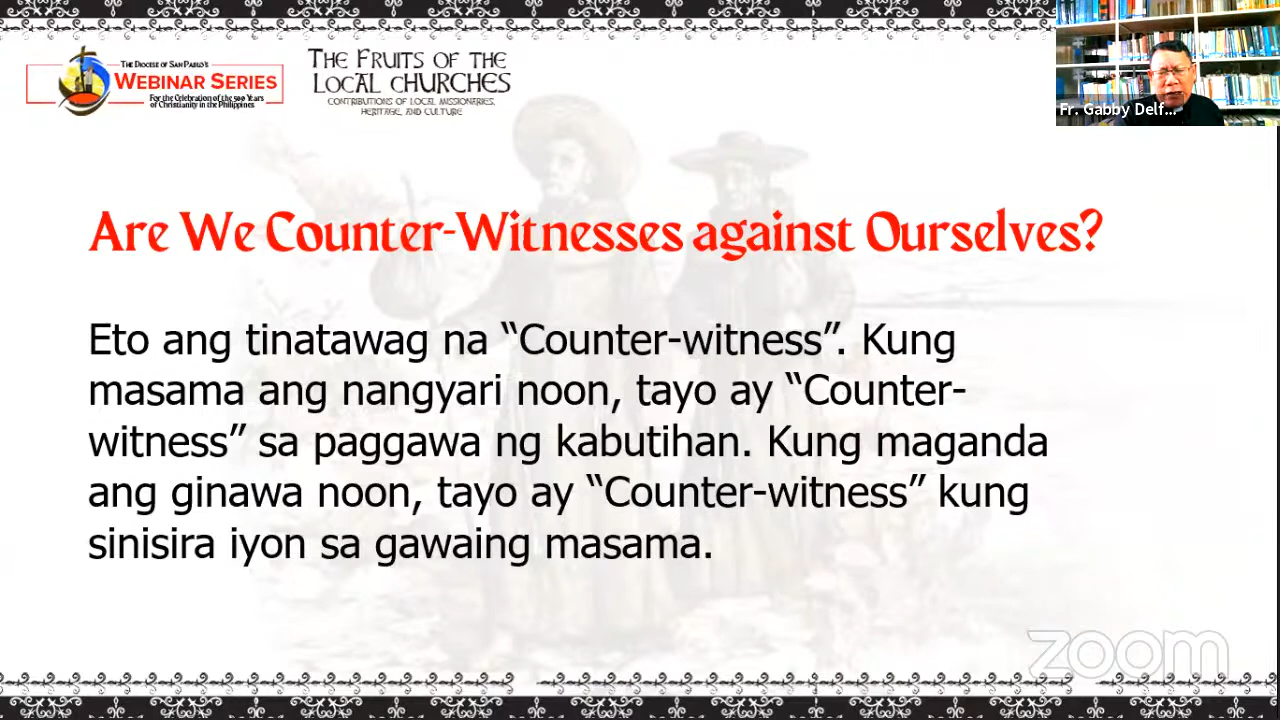 THE DIOCESE OF SAN PABLO'S
WEBINAR SERIES
For the Celebration of the 500 Years
of Christianity in the Philippines
THE FRUITS OF THE
LOCAL CHURCHES
CONTRIBUTIONS OF LOCAL MISSIONARIES,
HERITAGE, AND CULTURE
Fr. Gabby Delf...
Are We Counter-Witnesses against Ourselves?
Eto ang tinatawag na “Counter-witness”. Kung
masama ang nangyari noon, tayo ay “Counter-
witness” sa paggawa ng kabutihan. Kung maganda
ang ginawa noon, tayo ay “Counter-witness” kung
sinisira iyon sa gawaing masama.
zoom